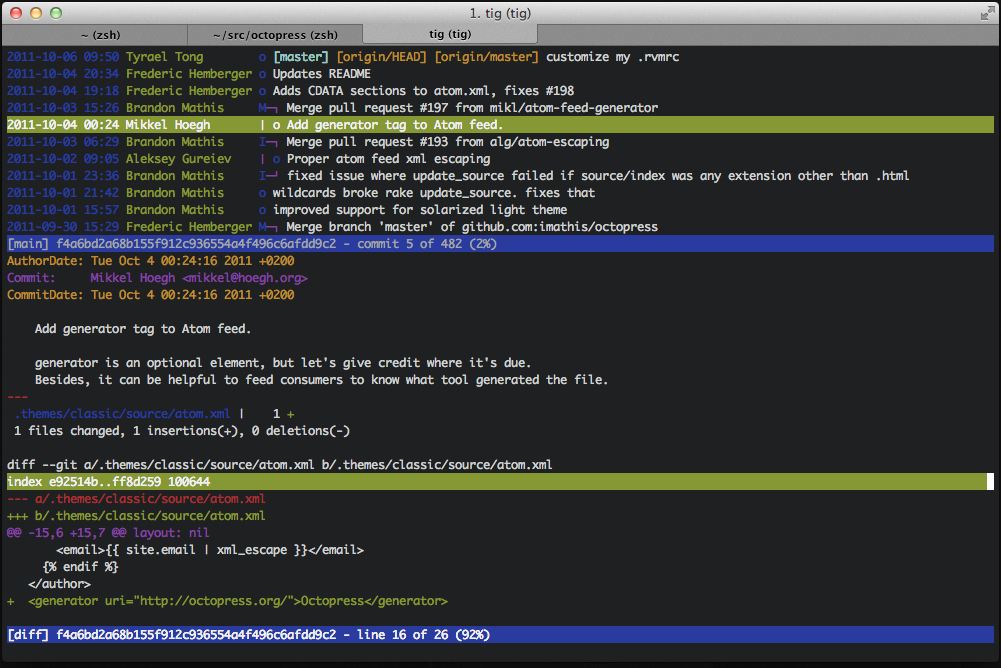 1. tig (tig)
~ (zsh) ~/src/octopress (zsh) tig (tig)
2011-10-06 09:50 Tyrael Tong o [master] [origin/HEAD] [origin/master] customize my .rvmrc
2011-10-04 20:34 Frederic Hemberger o Updates README
2011-10-04 19:18 Frederic Hemberger o Adds CDATA sections to atom.xml, fixes #198
2011-10-03 15:26 Brandon Mathis M─┐ Merge pull request #197 from mikl/atom-feed-generator
2011-10-04 00:24 Mikkel Hoegh │ o Add generator tag to Atom feed.
2011-10-03 06:29 Brandon Mathis I─┐ Merge pull request #193 from alg/atom-escaping
2011-10-02 09:05 Aleksey Gureiev │ o Proper atom feed xml escaping
2011-10-01 23:36 Brandon Mathis I─┘ fixed issue where update_source failed if source/index was any extension other than .html
2011-10-01 21:42 Brandon Mathis o wildcards broke rake update_source. fixes that
2011-10-01 15:57 Brandon Mathis o improved support for solarized light theme
2011-09-30 15:29 Frederic Hemberger M─┐ Merge branch 'master' of github.com:imathis/octopress
[main] f4a6bd2a68b155f912c936554a4f496c6afdd9c2 - commit 5 of 482 (2%)
AuthorDate: Tue Oct 4 00:24:16 2011 +0200
Commit: Mikkel Hoegh <mikkel@hoegh.org>
CommitDate: Tue Oct 4 00:24:16 2011 +0200
Add generator tag to Atom feed.
generator is an optional element, but let's give credit where it's due.
Besides, it can be helpful to feed consumers to know what tool generated the file.
---
.themes/classic/source/atom.xml | 1 +
1 files changed, 1 insertions(+), 0 deletions(-)
diff --git a/.themes/classic/source/atom.xml b/.themes/classic/source/atom.xml
index e92514b..ff8d259 100644
--- a/.themes/classic/source/atom.xml
+++ b/.themes/classic/source/atom.xml
@@ -15,6 +15,7 @@ layout: nil
<email>{{ site.email | xml_escape }}</email>
{% endif %}
</author>
+ <generator uri="http://octopress.org/">Octopress</generator>
[diff] f4a6bd2a68b155f912c936554a4f496c6afdd9c2 - line 16 of 26 (92%)